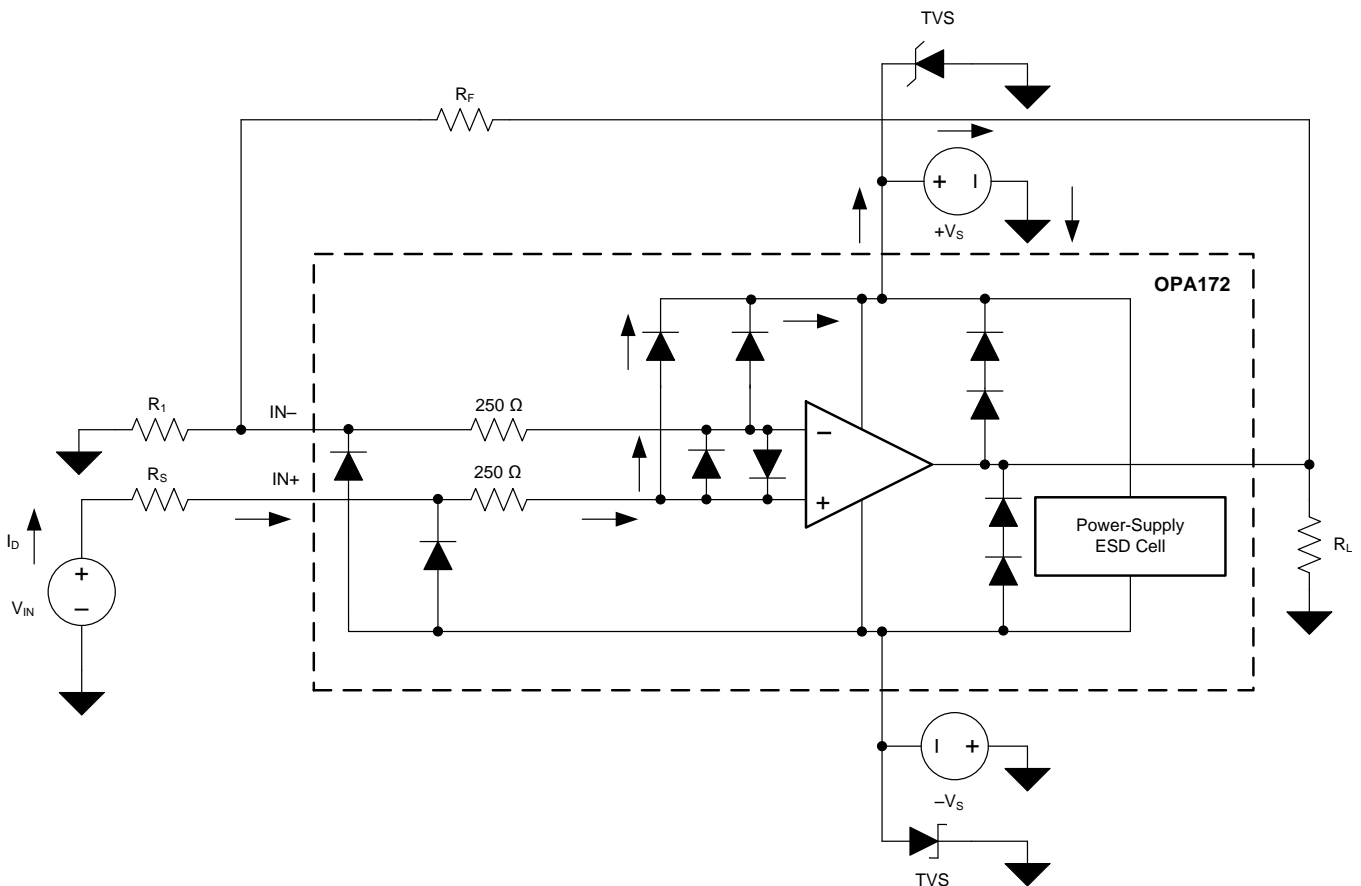 TVS
R_F
+ –
+V_S
OPA172
R_1
IN–
250 Ω
–
R_S
IN+
250 Ω
+
I_D
+
V_IN
–
Power-Supply
ESD Cell
R_L
– +
–V_S
TVS